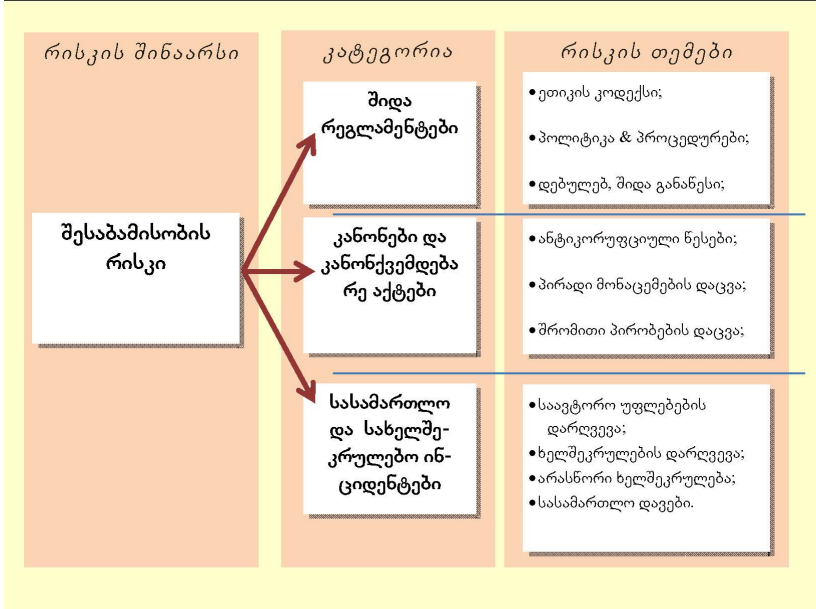 რისკის შინაარსი
კატეგორია
რისკის თემები
შესაბამისობის
რისკი
შიდა
რეგლამენტები
•ეთიკის კოდექსი;
•პოლიტიკა & პროცედურები;
•დებულებ, შიდა განაწესი;
კანონები და
კანონქვემდება
რე აქტები
•ანტიკორუფციული წესები;
•პირადი მონაცემების დაცვა;
•შრომითი პირობების დაცვა;
სასამართლო
და სახელშე-
კრულებო ინ-
ციდენტები
•საავტორო უფლებების
დარღვევა;
•ხელშეკრულების დარღვევა;
•არასწორი ხელშეკრულება;
•სასამართლო დავები.